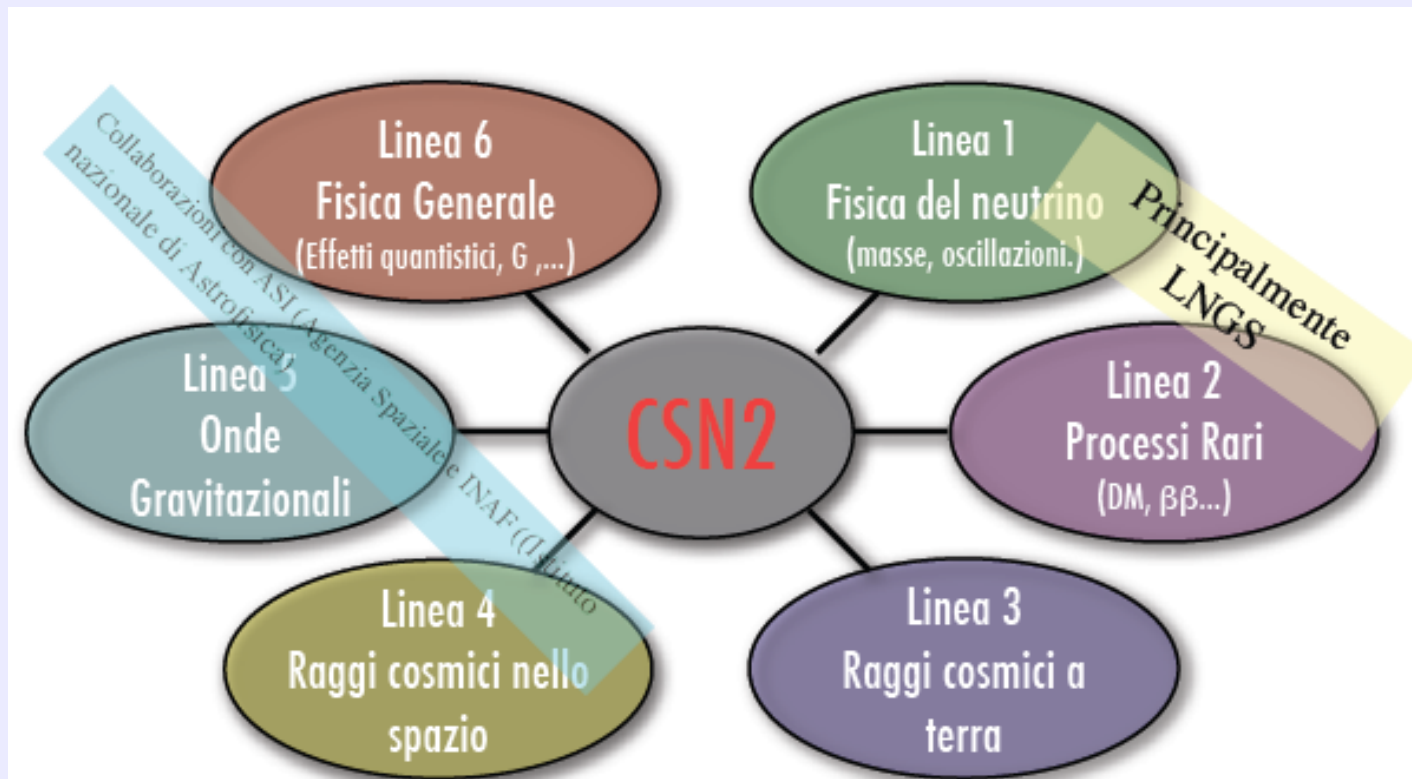 Linea 6
Fisica Generale
(Effetti quantistici, G ,...)
Linea 1
Fisica del neutrino
(masse, oscillazioni.)
Principalmente
LNGS
Collaborazioni con ASI (Agenzia Spaziale e INAF ((Istituto
nazionale di Astrofisica)
Linea 5
Onde
Gravitazionali
CSN2
Linea 2
Processi Rari
(DM, ββ...)
Linea 4
Raggi cosmici nello
spazio
Linea 3
Raggi cosmici a
terra